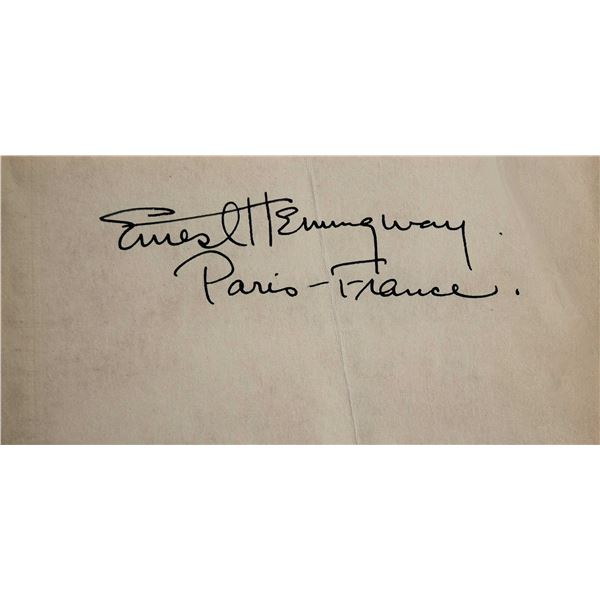 Ernest Hemingway.
Paris - France.